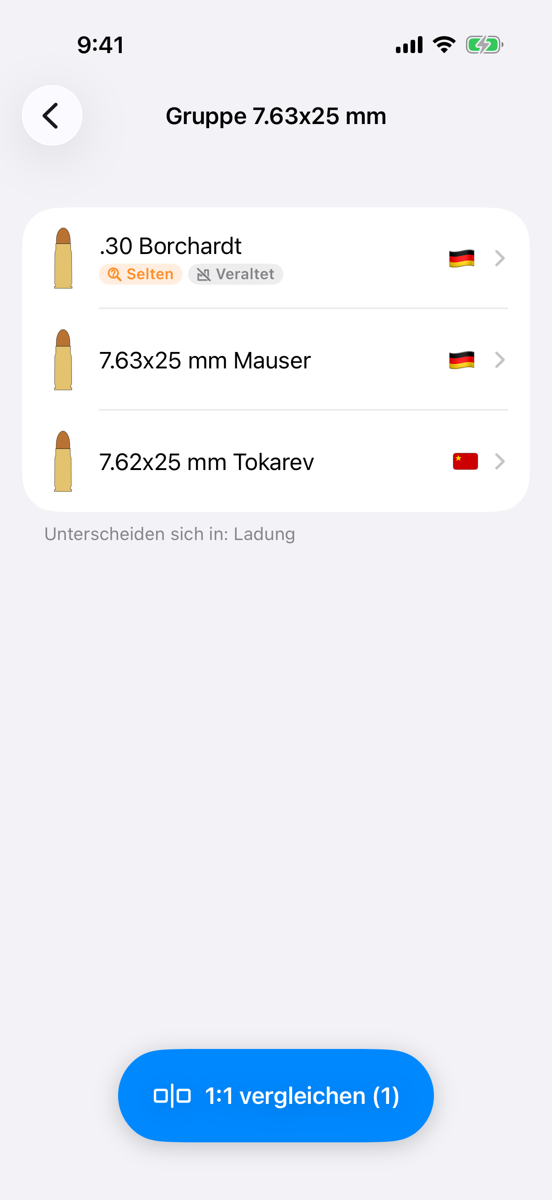 9:41
Gruppe 7.63x25 mm
.30 Borchardt
Selten Veraltet
7.63x25 mm Mauser
7.62x25 mm Tokarev
Unterscheiden sich in: Ladung
1:1 vergleichen (1)